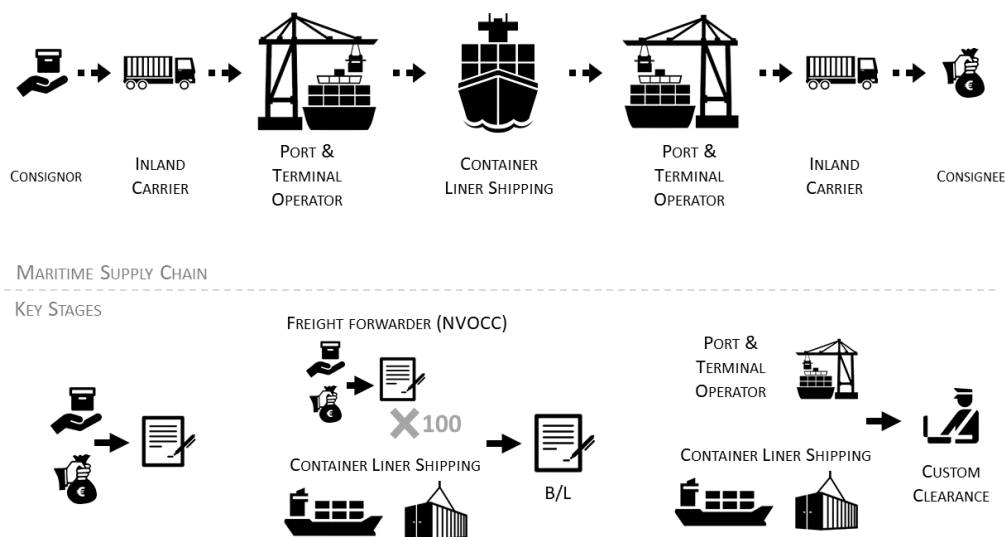 Consignor
Inland
Carrier
Port &
Terminal
Operator
Container
Liner Shipping
Port &
Terminal
Operator
Inland
Carrier
Consignee
Maritime Supply Chain
Key Stages
Freight forwarder (NVOCC)
€
€
€
X100
Container Liner Shipping
B/L
Port &
Terminal
Operator
Container Liner Shipping
Custom
Clearance